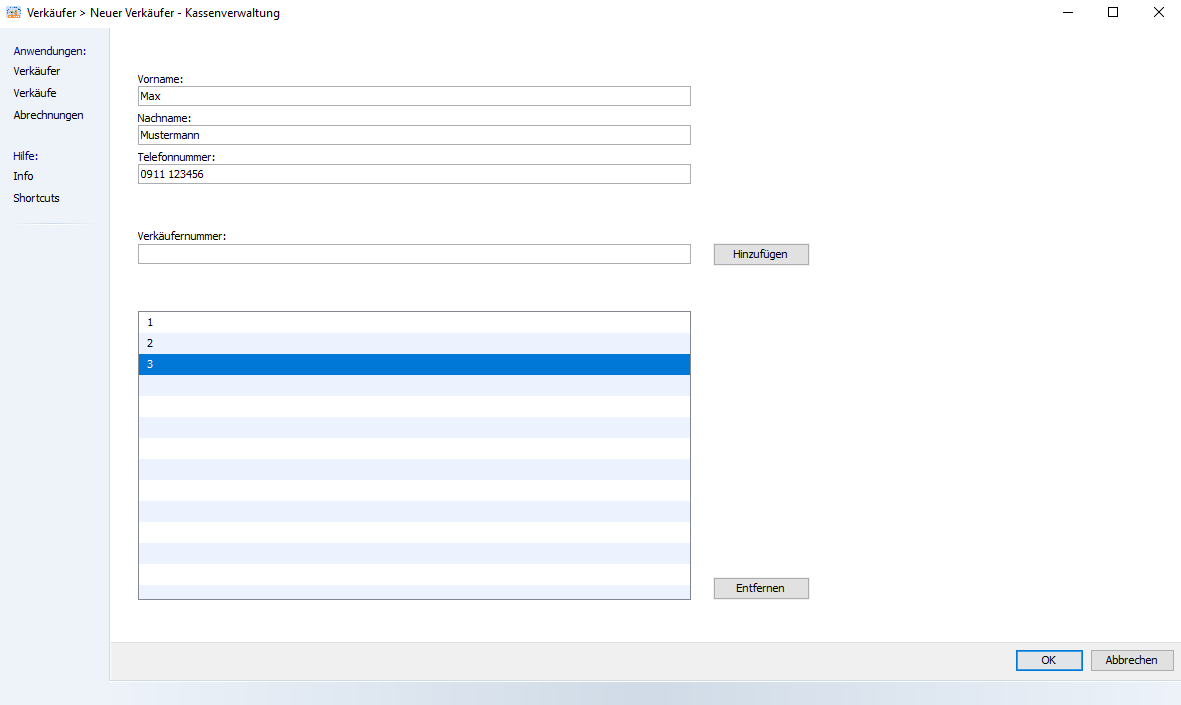 Verkäufer > Neuer Verkäufer - Kassenverwaltung
Anwendungen:
Verkäufer
Verkäufe
Abrechnungen
Hilfe:
Info
Shortcuts
Vorname:
Max
Nachname:
Mustermann
Telefonnummer:
0911 123456
Verkäufernummer:
Hinzufügen
1
2
3
Entfernen
OK
Abbrechen